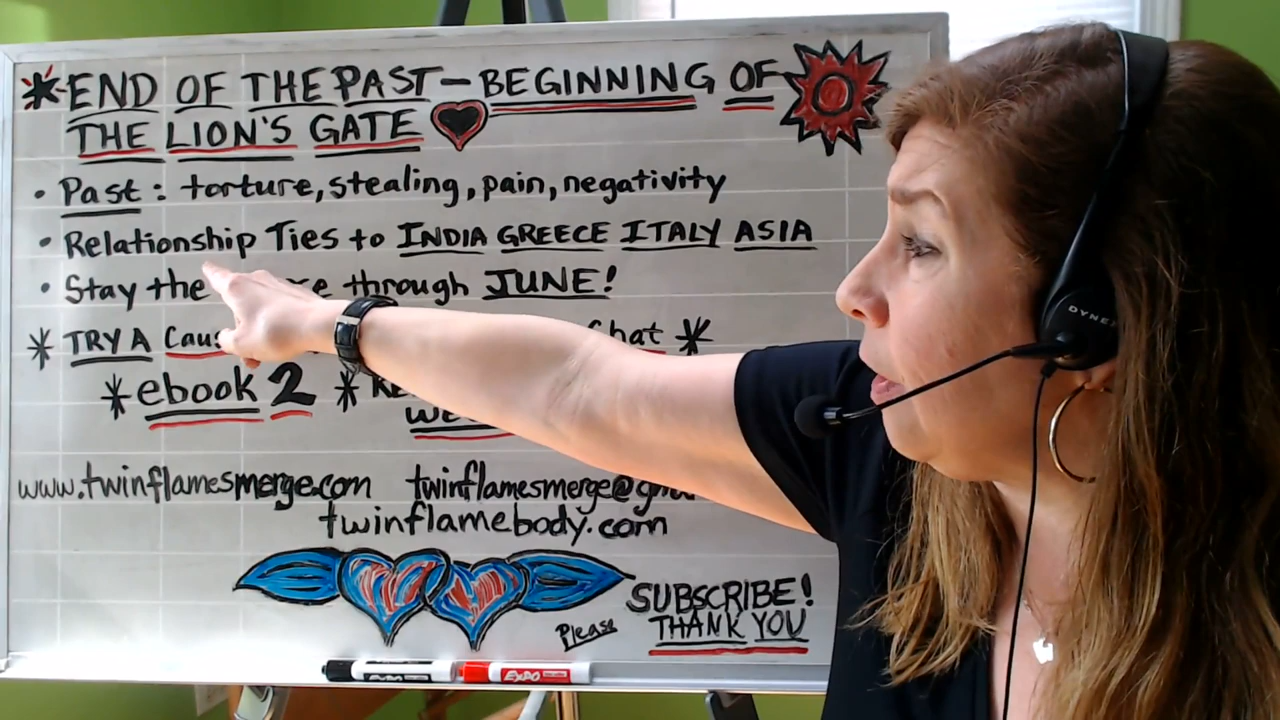 END OF THE PAST - BEGINNING OF
THE LION'S GATE
• Past: torture, stealing, pain, negativity
• Relationship Ties to INDIA GREECE ITALY ASIA
• Stay the through JUNE!
* TRY A Chat *
* ebook 2 *
www.twinflamesmerge.com twinflamesmerge@
twinflamebody.com
SUBSCRIBE!
Please THANK YOU
EXPO EXPO